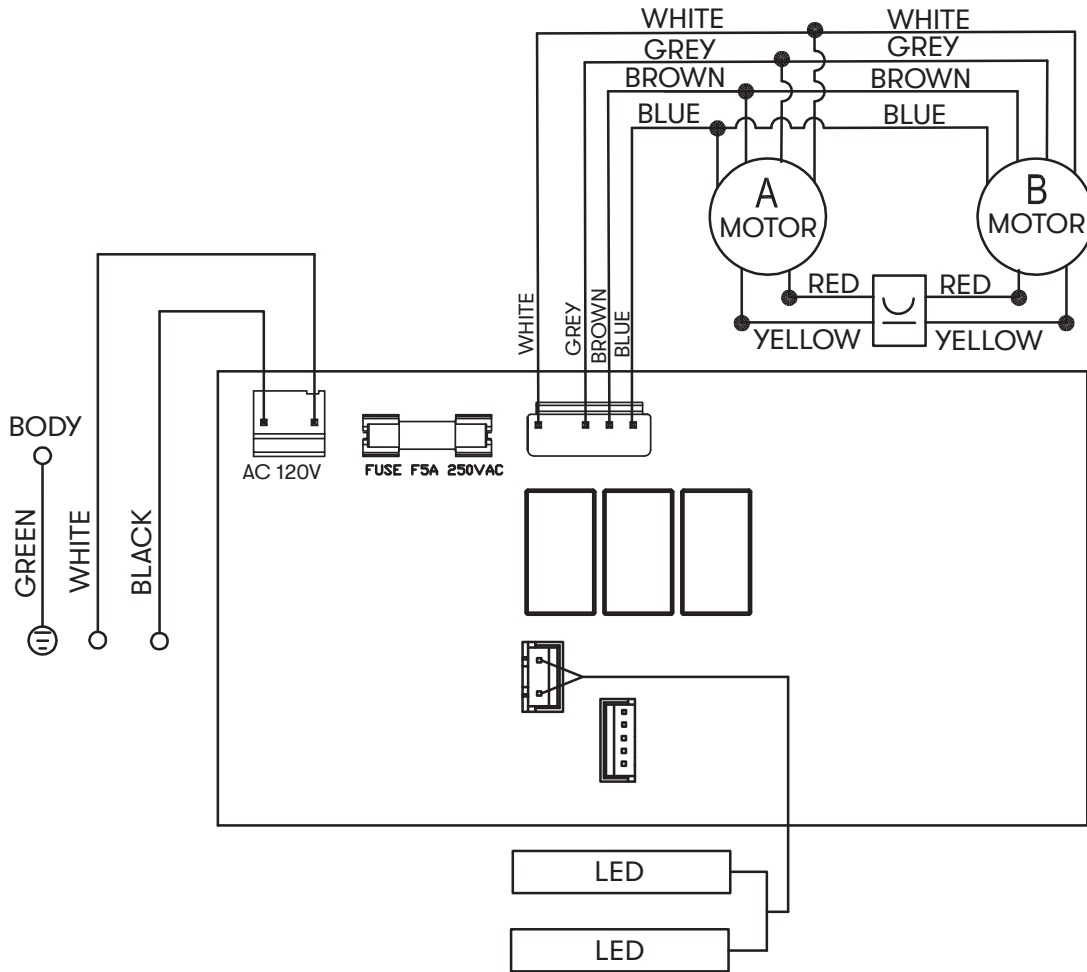 WHITE WHITE
GREY GREY
BROWN BROWN
BLUE BLUE
A
MOTOR
B
MOTOR
RED RED
YELLOW YELLOW
WHITE
GREY
BROWN
BLUE
BODY
AC 120V
FUSE F5A 250VAC
GREEN
WHITE
BLACK
LED
LED